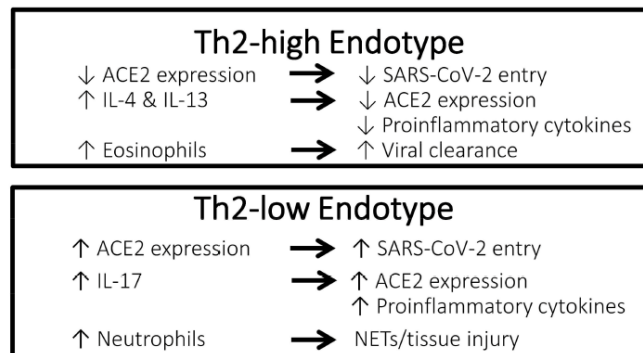 Th2-high Endotype
↓ ACE2 expression → ↓ SARS-CoV-2 entry
↑ IL-4 & IL-13 → ↓ ACE2 expression
↓ Proinflammatory cytokines
↑ Eosinophils → ↑ Viral clearance
Th2-low Endotype
↑ ACE2 expression → ↑ SARS-CoV-2 entry
↑ IL-17 → ↑ ACE2 expression
↑ Proinflammatory cytokines
↑ Neutrophils → NETs/tissue injury